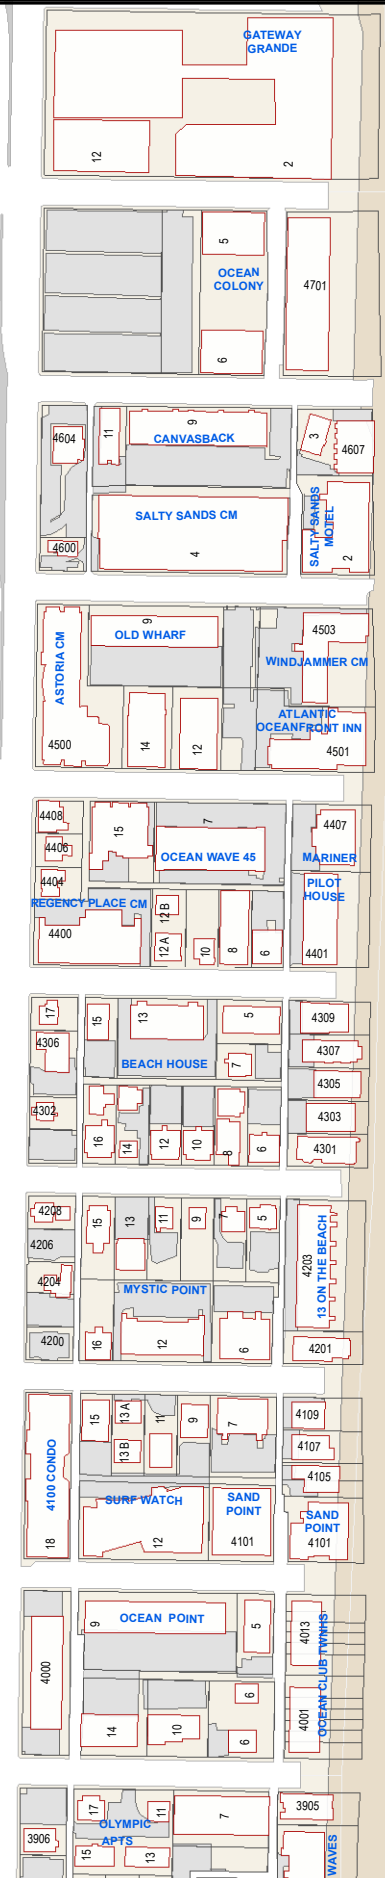 GATEWAY
GRANDE
12
2
5
OCEAN
COLONY
4701
6
9
11
3
4604
CANVASBACK
4607
SALTY SANDS CM
SALTY SANDS
MOTEL
4600
4
2
9
OLD WHARF
4503
ASTORIA CM
WINDJAMMER CM
ATLANTIC
OCEANFRONT INN
4500
14
12
4501
4408
15
7
4407
4406
OCEAN WAVE 45
MARINER
4404
PILOT
HOUSE
REGENCY PLACE CM
12 B
4400
12 A
10
8
6
4401
17
15
13
5
4309
4306
4307
BEACH HOUSE
7
4305
4302
4303
16
14
12
10
8
6
4301
4208
15
13
11
9
7
5
4206
4203
13 ON THE BEACH
4204
MYSTIC POINT
4200
16
12
6
4201
15
13 A
11
9
7
4109
13 B
4107
4100 CONDO
4105
SURF WATCH
SAND
POINT
SAND
POINT
18
12
4101
4101
9
OCEAN POINT
5
4013
OCEAN CLUB TWNHS
4000
6
4001
14
10
6
17
11
7
3905
OLYMPIC
APTS
3906
15
13
WAVES